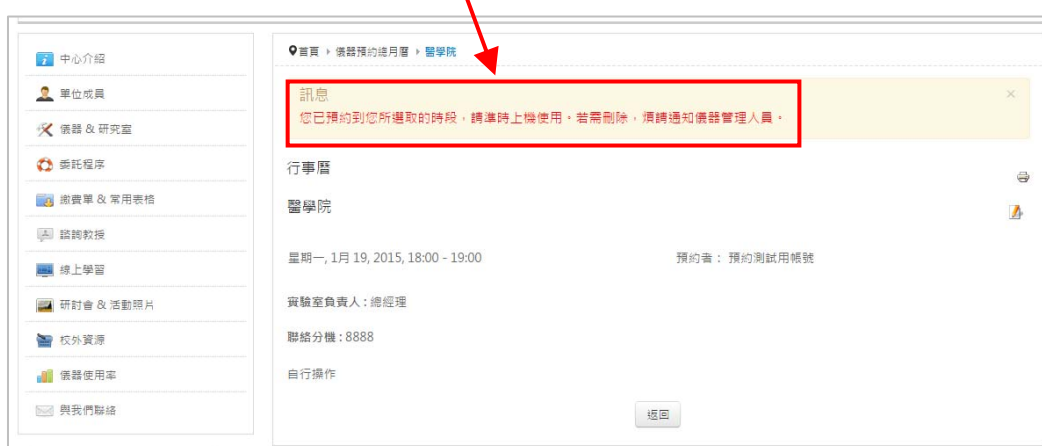 中心介紹
單位成員
儀器 & 研究室
委託程序
繳費單 & 常用表格
諮詢教授
線上學習
研討會 & 活動照片
校外資源
儀器使用率
與我們聯絡
首頁 ▸ 儀器預約總月曆 ▸ 醫學院
訊息
×
您已預約到您所選取的時段，請準時上機使用。若需刪除，煩請通知儀器管理人員。
行事曆
醫學院
星期一, 1月 19, 2015, 18:00 - 19:00 預約者： 預約測試用帳號
實驗室負責人 : 總經理
聯絡分機 : 8888
自行操作
返回